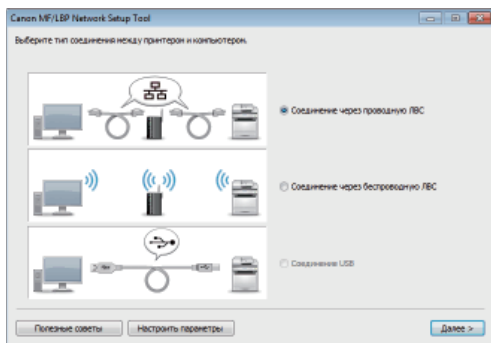 Canon MF/LBP Network Setup Tool
Выберите тип соединения между принтером и компьютером.
Соединение через проводную ЛВС
Соединение через беспроводную ЛВС
Соединение USB
Полезные советы
Настроить параметры
Далее >